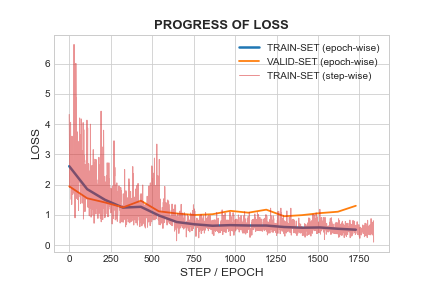 PROGRESS OF LOSS
TRAIN-SET (epoch-wise)
VALID-SET (epoch-wise)
TRAIN-SET (step-wise)
LOSS
6
5
4
3
2
1
0
0 250 500 750 1000 1250 1500 1750
STEP / EPOCH